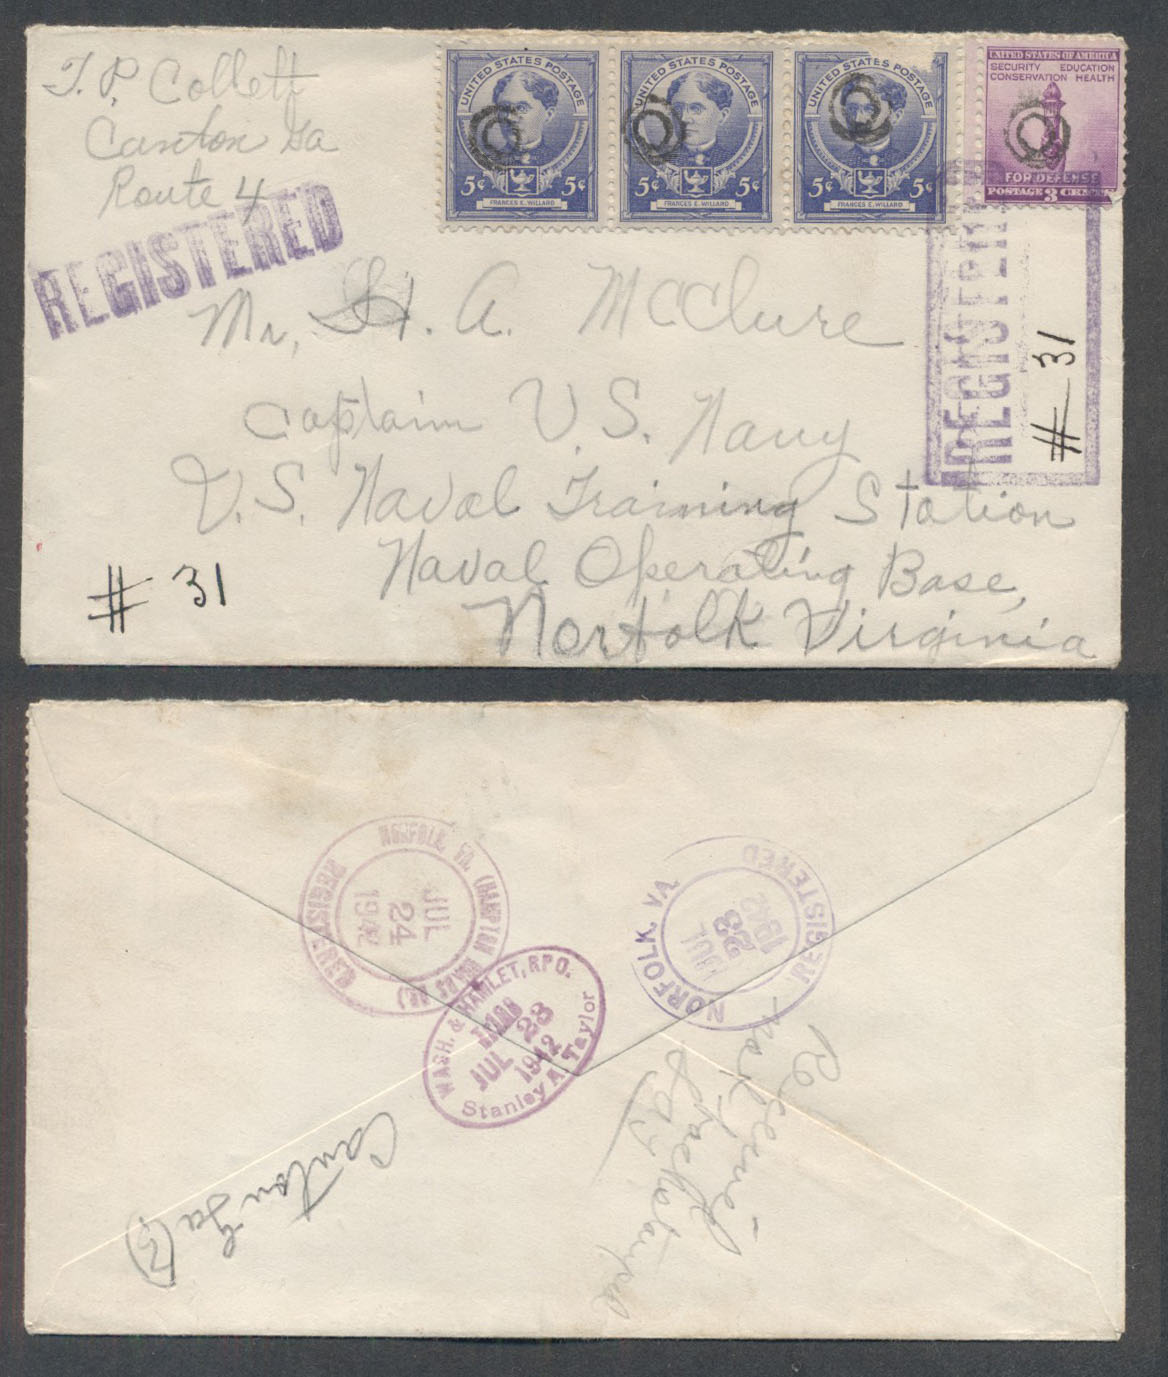 T. P. Collett
Canton Ga
Route 4
REGISTERED
UNITED STATES POSTAGE
5¢ 5¢
FRANCES E. WILLARD
UNITED STATES POSTAGE
5¢ 5¢
FRANCES E. WILLARD
UNITED STATES POSTAGE
5¢ 5¢
FRANCES E. WILLARD
UNITED STATES OF AMERICA
SECURITY EDUCATION
CONSERVATION HEALTH
FOR DEFENSE
POSTAGE 3 CENTS
REGISTERED
# 31
Mr, H. A. McClure
Captain U. S. Navy
U. S. Naval Training Station
Naval Operating Base,
Norfolk Virginia
# 31
NORFOLK, VA. (HAMPTON
REGISTERED
JUL
24
1942
NORFOLK, VA.
REGISTERED
JUL
23
1942
WASH. & HAMLET, R.P.O.
JUL 23
1942
Stanley A. Taylor
Canton Ga
Received